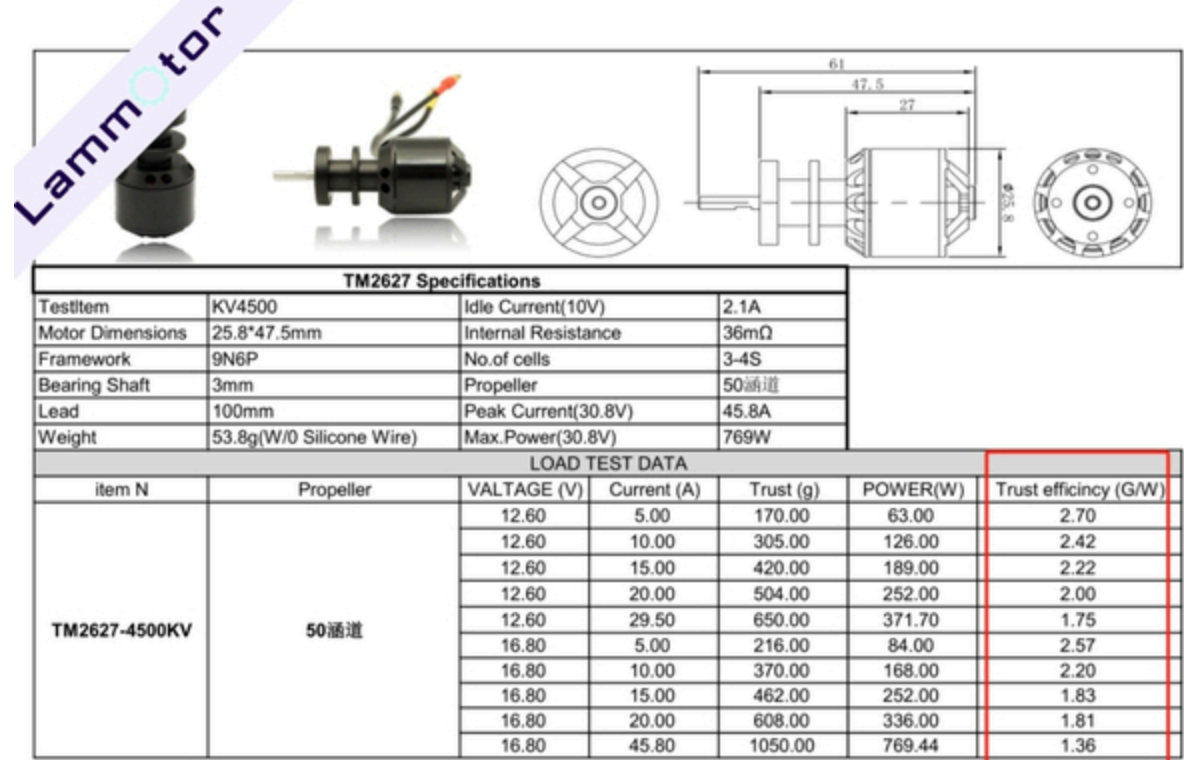 Lammotor
61
47.5
27
ø25.8
TM2627 Specifications
TestItem KV4500 Idle Current(10V) 2.1A
Motor Dimensions 25.8*47.5mm Internal Resistance 36mΩ
Framework 9N6P No.of cells 3-4S
Bearing Shaft 3mm Propeller 50涵道
Lead 100mm Peak Current(30.8V) 45.8A
Weight 53.8g(W/0 Silicone Wire) Max.Power(30.8V) 769W
LOAD TEST DATA
item N Propeller VALTAGE (V) Current (A) Trust (g) POWER(W) Trust efficincy (G/W)
12.60 5.00 170.00 63.00 2.70
12.60 10.00 305.00 126.00 2.42
12.60 15.00 420.00 189.00 2.22
12.60 20.00 504.00 252.00 2.00
12.60 29.50 650.00 371.70 1.75
TM2627-4500KV 50涵道
16.80 5.00 216.00 84.00 2.57
16.80 10.00 370.00 168.00 2.20
16.80 15.00 462.00 252.00 1.83
16.80 20.00 608.00 336.00 1.81
16.80 45.80 1050.00 769.44 1.36